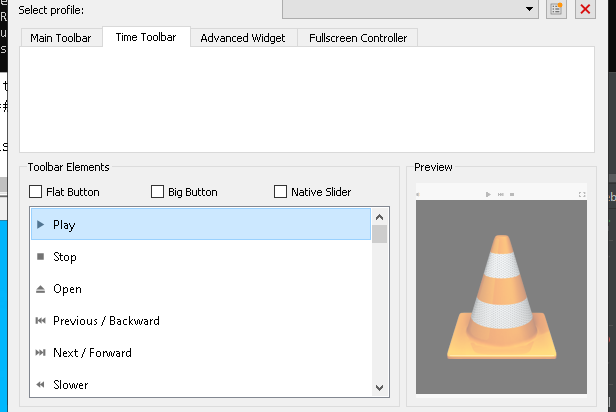 Select profile:
Main Toolbar
Time Toolbar
Advanced Widget
Fullscreen Controller
Toolbar Elements
Preview
Flat Button
Big Button
Native Slider
Play
Stop
Open
Previous / Backward
Next / Forward
Slower